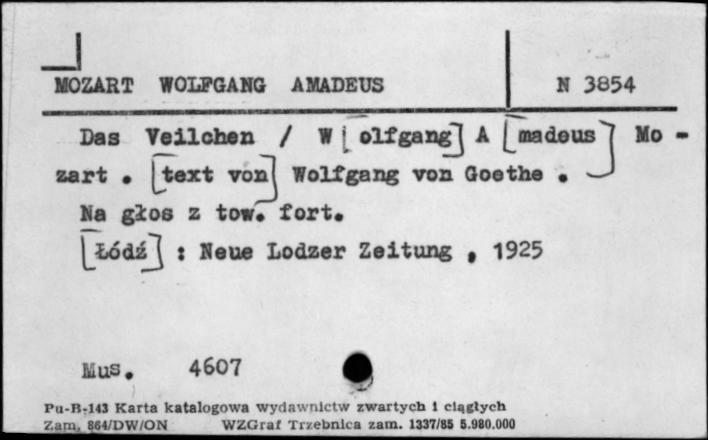 MOZART WOLFGANG AMADEUS N 3854
Das Veilchen / W[olfgang] A[madeus] Mo-
zart . [text von] Wolfgang von Goethe .
Na głos z tow. fort.
[Łódź] : Neue Lodzer Zeitung , 1925
Mus. 4607
Pu-B-143 Karta katalogowa wydawnictw zwartych i ciągłych
Zam. 864/DW/ON WZGraf Trzebnica zam. 1337/85 5.980.000